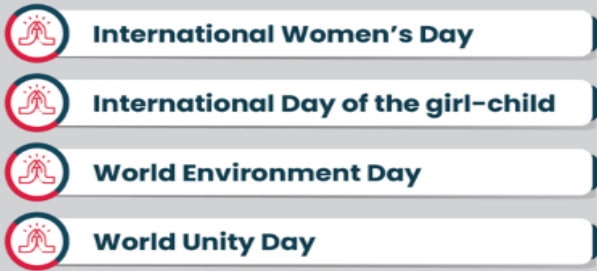 International Women’s Day
International Day of the girl-child
World Environment Day
World Unity Day